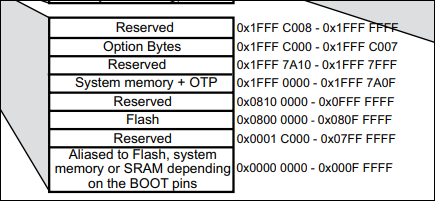 Reserved 0x1FFF C008 - 0x1FFF FFFF
Option Bytes 0x1FFF C000 - 0x1FFF C007
Reserved 0x1FFF 7A10 - 0x1FFF 7FFF
System memory + OTP 0x1FFF 0000 - 0x1FFF 7A0F
Reserved 0x0810 0000 - 0x0FFF FFFF
Flash 0x0800 0000 - 0x080F FFFF
Reserved 0x0001 C000 - 0x07FF FFFF
Aliased to Flash, system
memory or SRAM depending 0x0000 0000 - 0x000F FFFF
on the BOOT pins